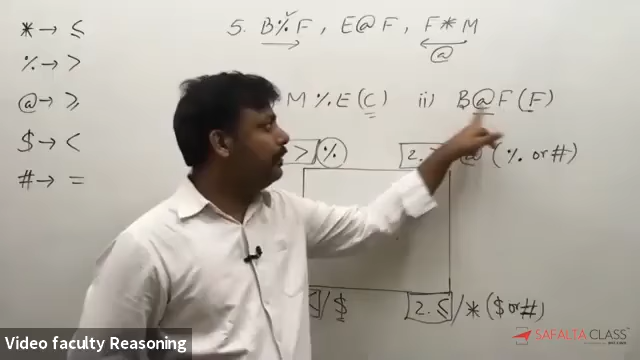 * → ≤
% → >
@ → ≥
$ → <
# → =
5. B%F, E@F, F*M
@
M%E(C) ii) B@F(F)
> % 2. @ (% or #)
/ $ 2. ≤ / * ($ or #)
Video faculty Reasoning
SAFALTA CLASS